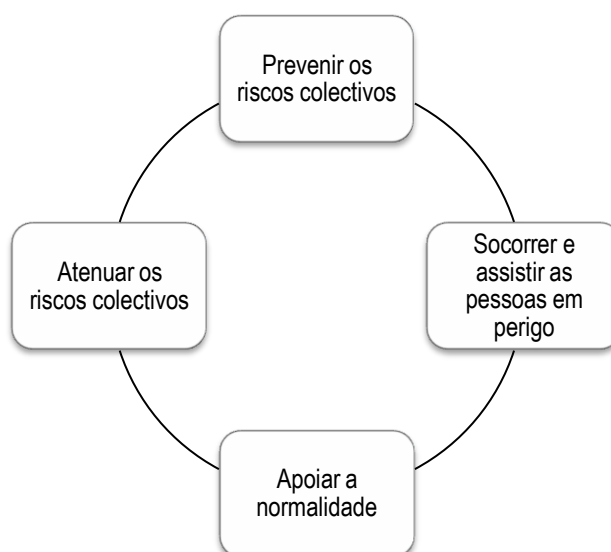 Prevenir os
riscos colectivos
Socorrer e
assistir as
pessoas em
perigo
Apoiar a
normalidade
Atenuar os
riscos colectivos